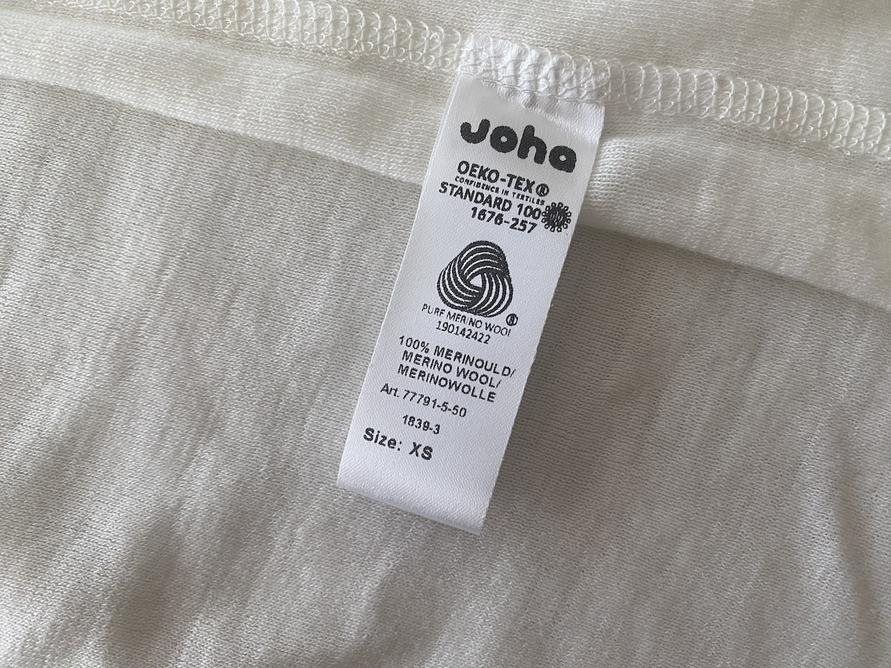 Joha
OEKO-TEX®
CONFIDENCE IN TEXTILES
STANDARD 100
1676-257
PURE MERINO WOOL
®
190142422
100% MERINOULD/
MERINO WOOL/
MERINOWOLLE
Art. 77791-5-50
1839-3
Size: XS